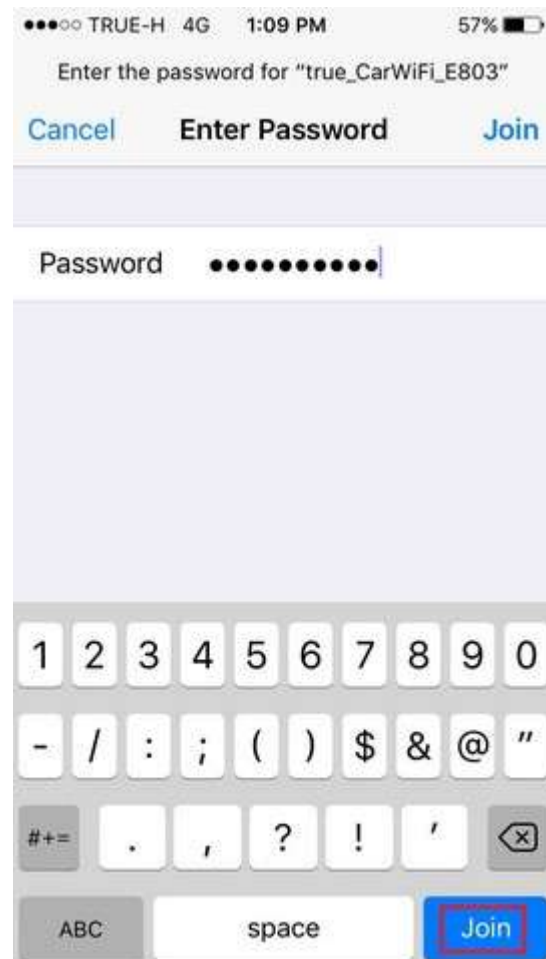 TRUE-H 4G 1:09 PM 57%
Enter the password for "true_CarWiFi_E803"
Cancel Enter Password Join
Password ••••••••••
1 2 3 4 5 6 7 8 9 0
- / : ; ( ) $ & @ "
#+= . , ? ! '
ABC space Join